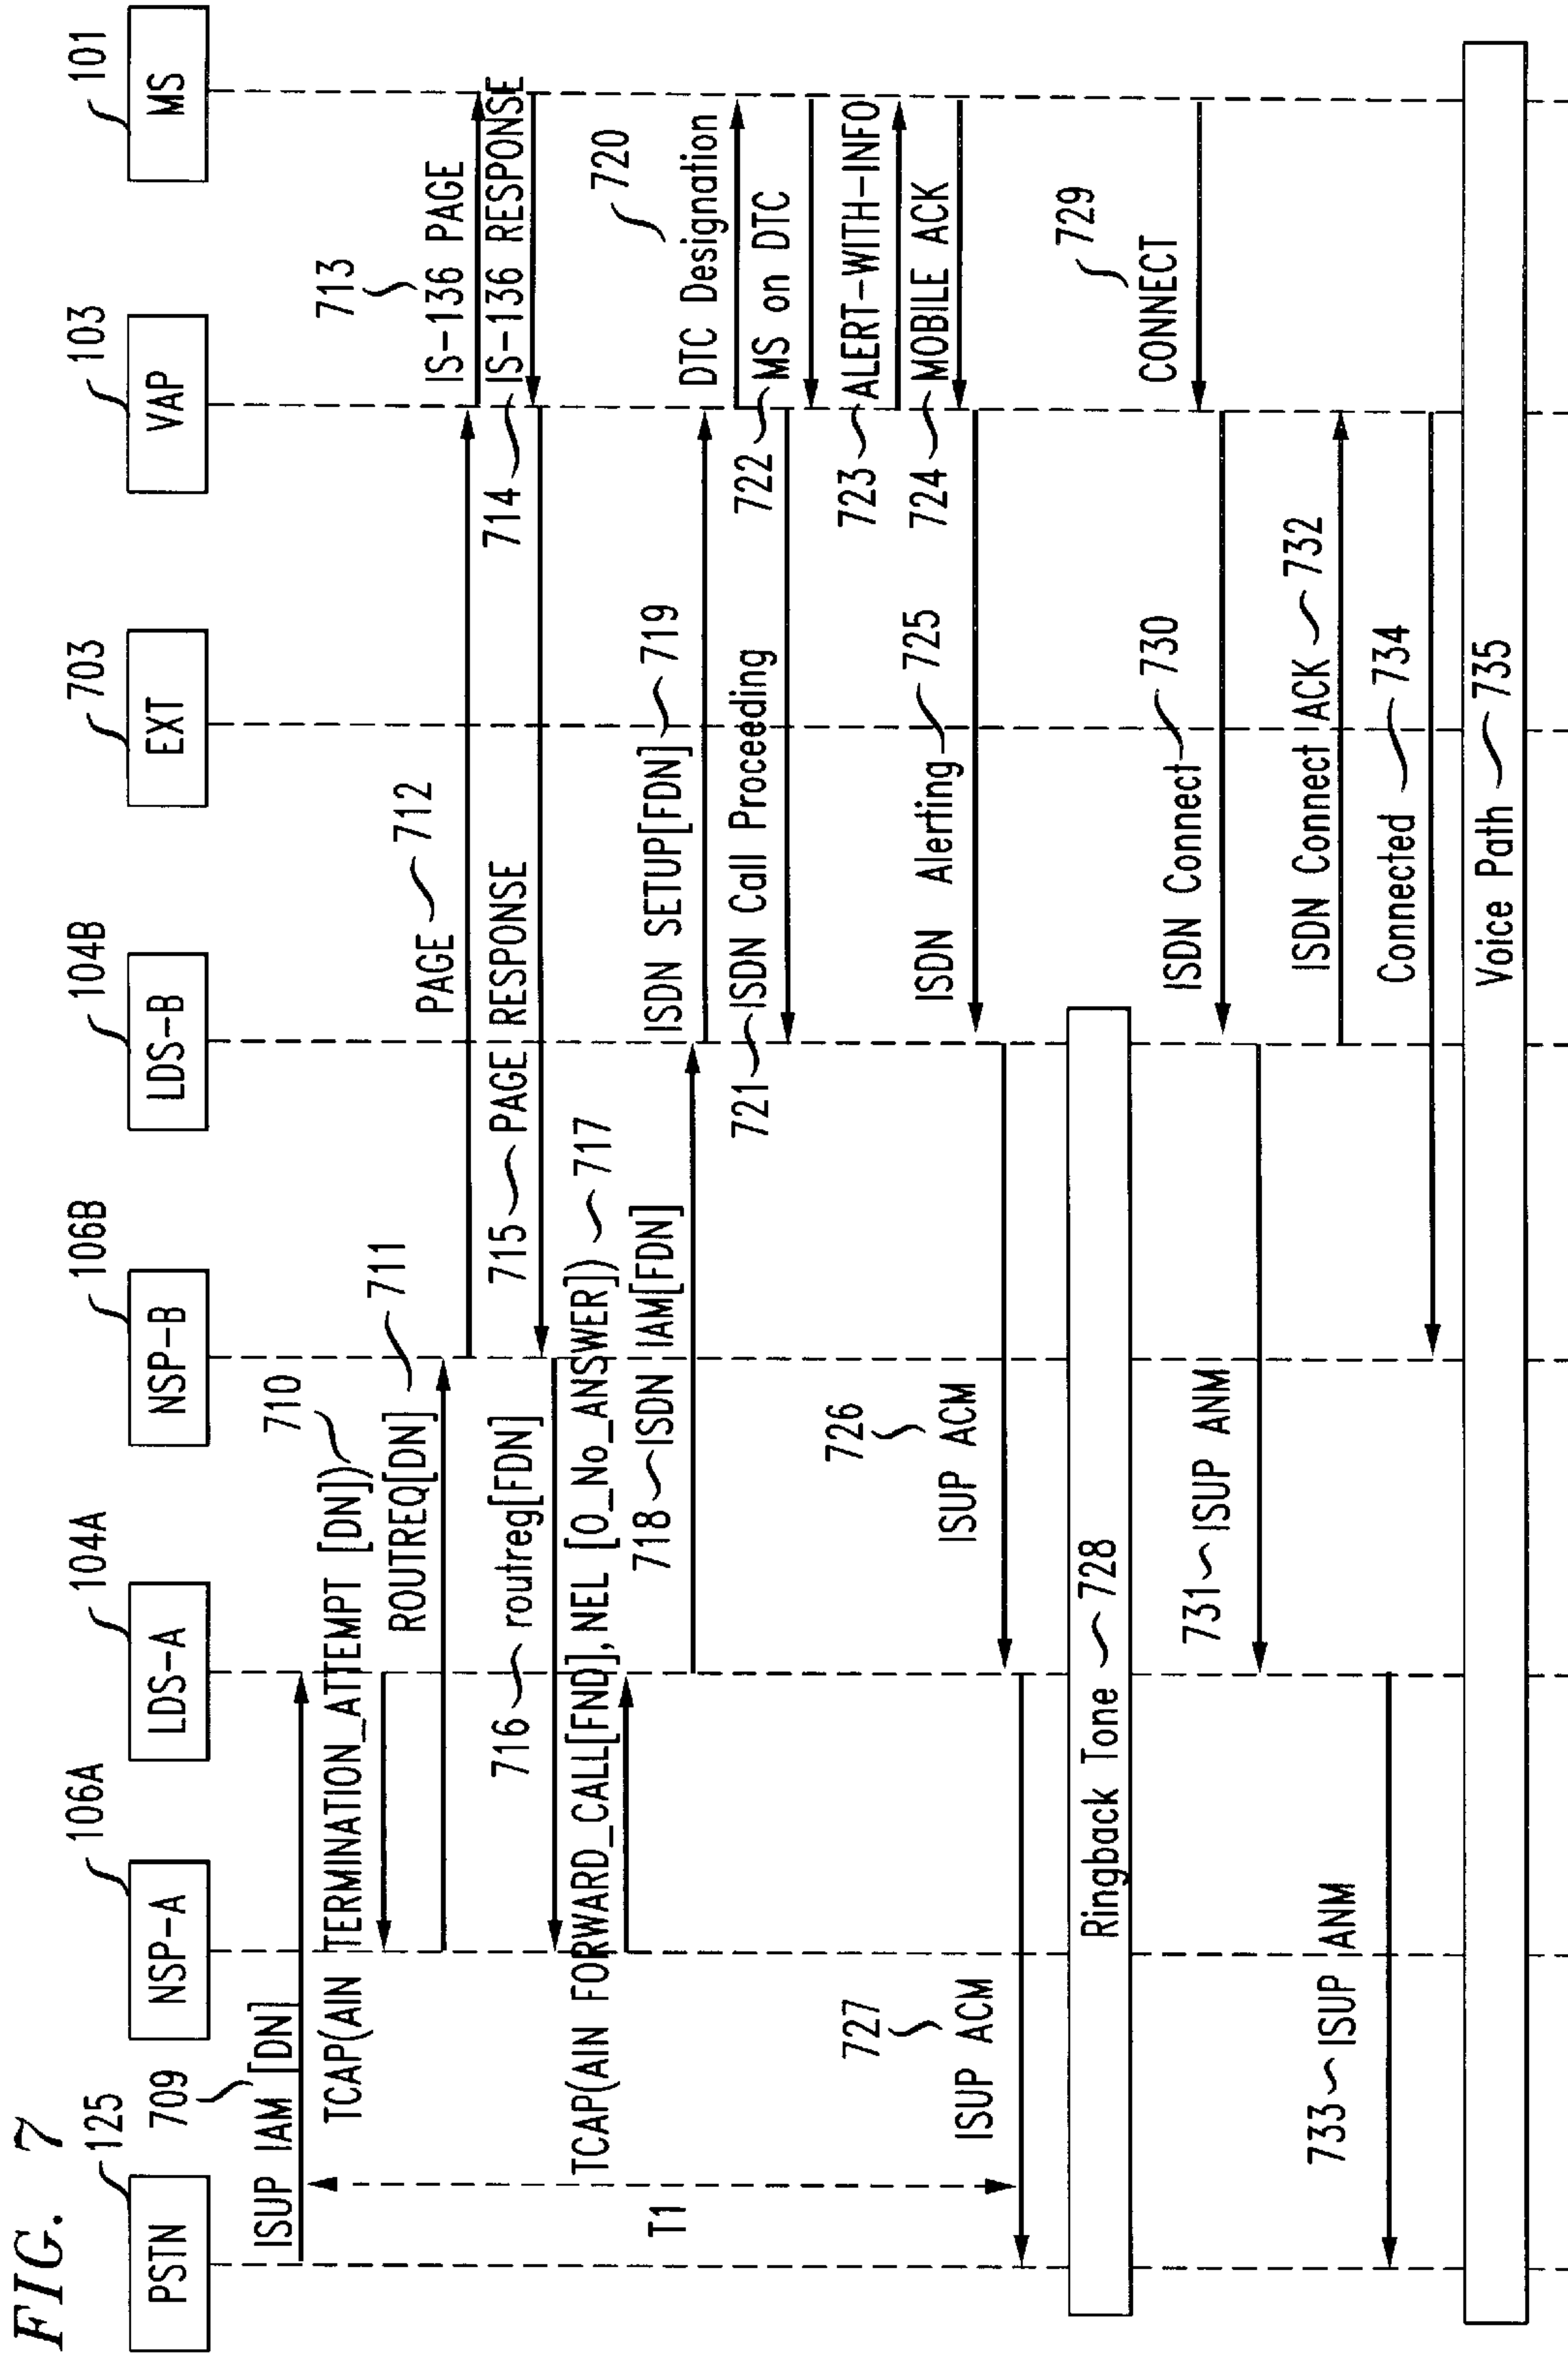 FIG. 7
125
106A
104A
106B
104B
703
103
101
PSTN
NSP-A
LDS-A
NSP-B
LDS-B
EXT
VAP
MS
709
ISUP IAM [DN]
710
TCAP(AIN TERMINATION_ATTEMPT [DN])
711
ROUTREQ[DN]
PAGE 712
713
IS-136 PAGE
714
IS-136 RESPONSE
715 PAGE RESPONSE
716 routreg[FDN]
TCAP(AIN FORWARD_CALL[FND],NEL [O_No_ANSWER]) 717
718 ISDN IAM[FDN]
ISDN SETUP[FDN] 719
720
DTC Designation
721 ISDN Call Proceeding
722 MS on DTC
723 ALERT-WITH-INFO
724 MOBILE ACK
ISDN Alerting 725
726
ISUP ACM
727
ISUP ACM
T1
Ringback Tone 728
729
CONNECT
ISDN Connect 730
731 ISUP ANM
ISDN Connect ACK 732
733 ISUP ANM
Connected 734
Voice Path 735